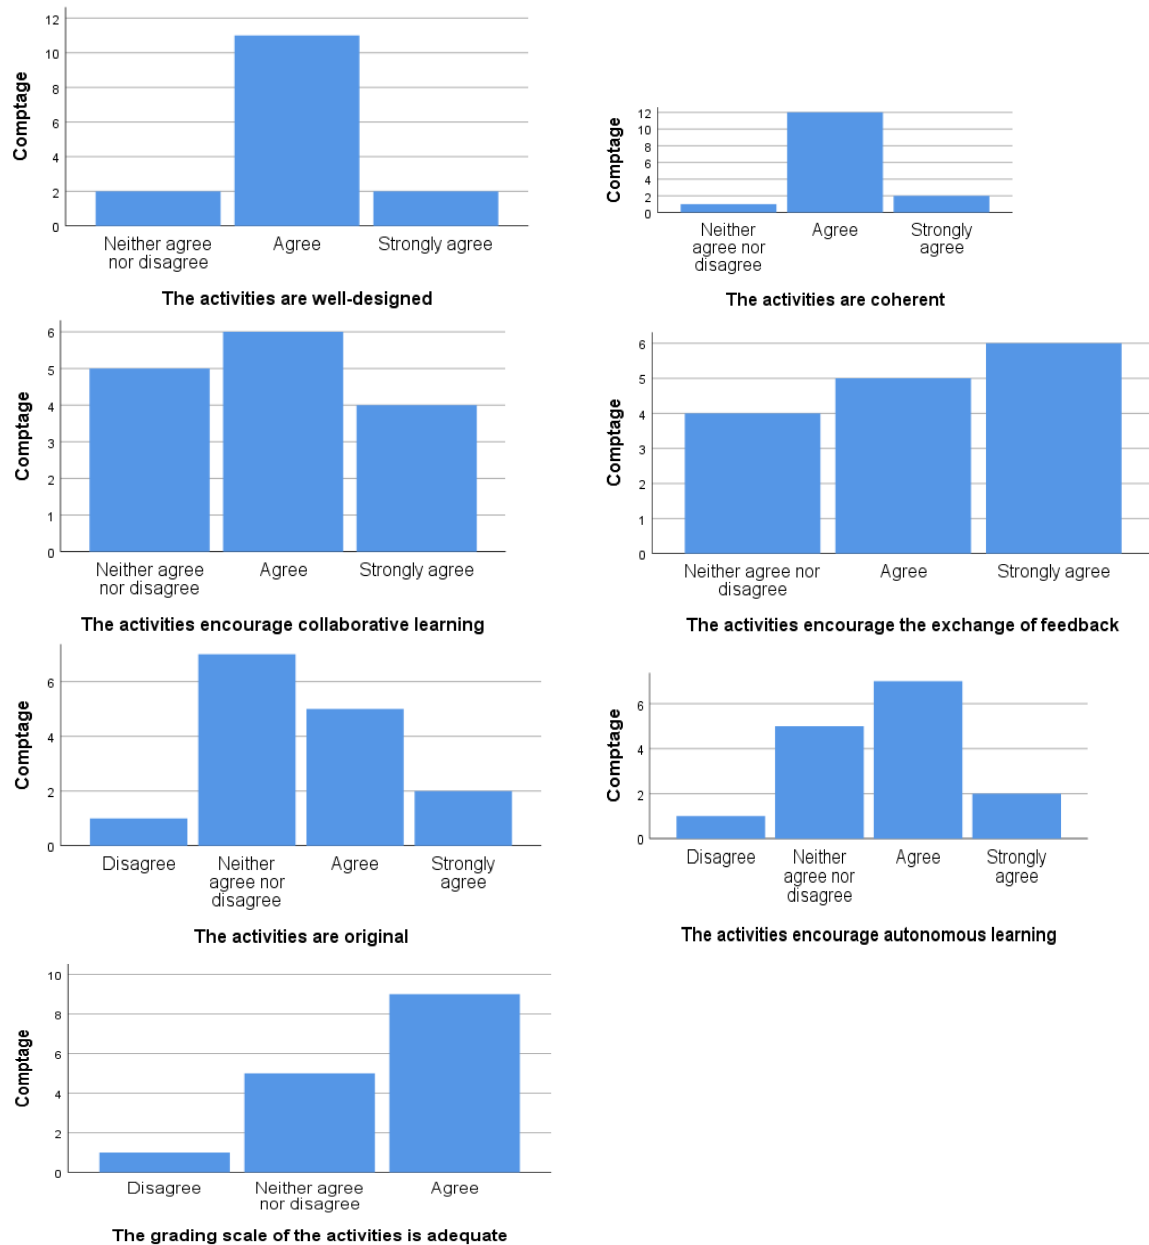 12
10
8
6
4
2
0
Comptage
Neither agree
nor disagree
Agree
Strongly agree
The activities are well-designed
12
10
8
6
4
2
0
Comptage
Neither
agree nor
disagree
Agree
Strongly
agree
The activities are coherent
6
5
4
3
2
1
0
Comptage
Neither agree
nor disagree
Agree
Strongly agree
The activities encourage collaborative learning
6
5
4
3
2
1
0
Comptage
Neither agree nor
disagree
Agree
Strongly agree
The activities encourage the exchange of feedback
6
4
2
0
Comptage
Disagree
Neither
agree nor
disagree
Agree
Strongly
agree
The activities are original
6
4
2
0
Comptage
Disagree
Neither
agree nor
disagree
Agree
Strongly
agree
The activities encourage autonomous learning
10
8
6
4
2
0
Comptage
Disagree
Neither agree
nor disagree
Agree
The grading scale of the activities is adequate